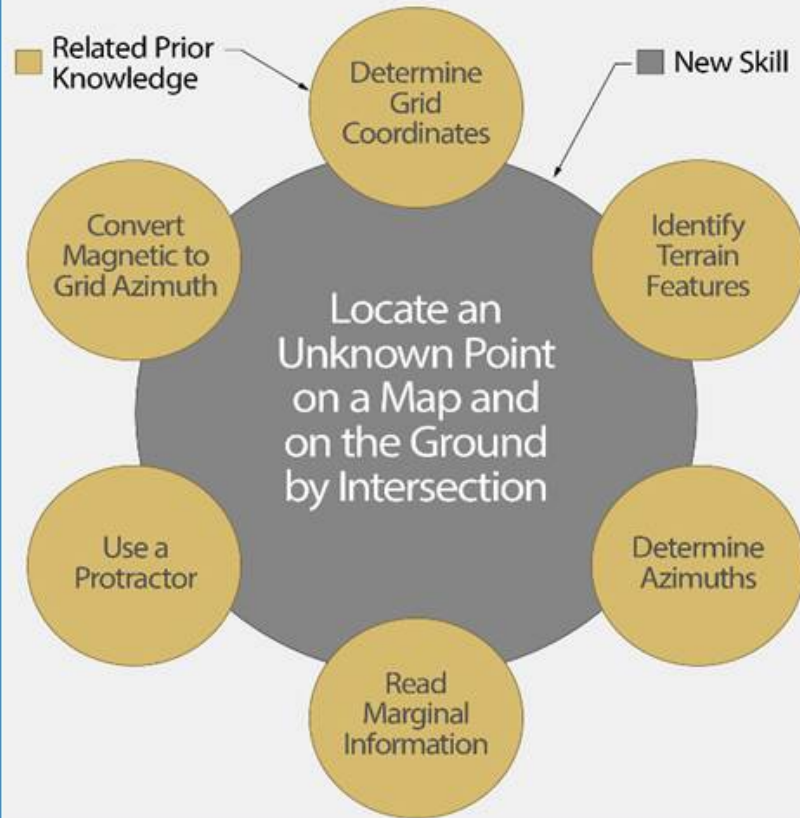 Related Prior
Knowledge
New Skill
Determine
Grid
Coordinates
Convert
Magnetic to
Grid Azimuth
Identify
Terrain
Features
Locate an
Unknown Point
on a Map and
on the Ground
by Intersection
Use a
Protractor
Determine
Azimuths
Read
Marginal
Information